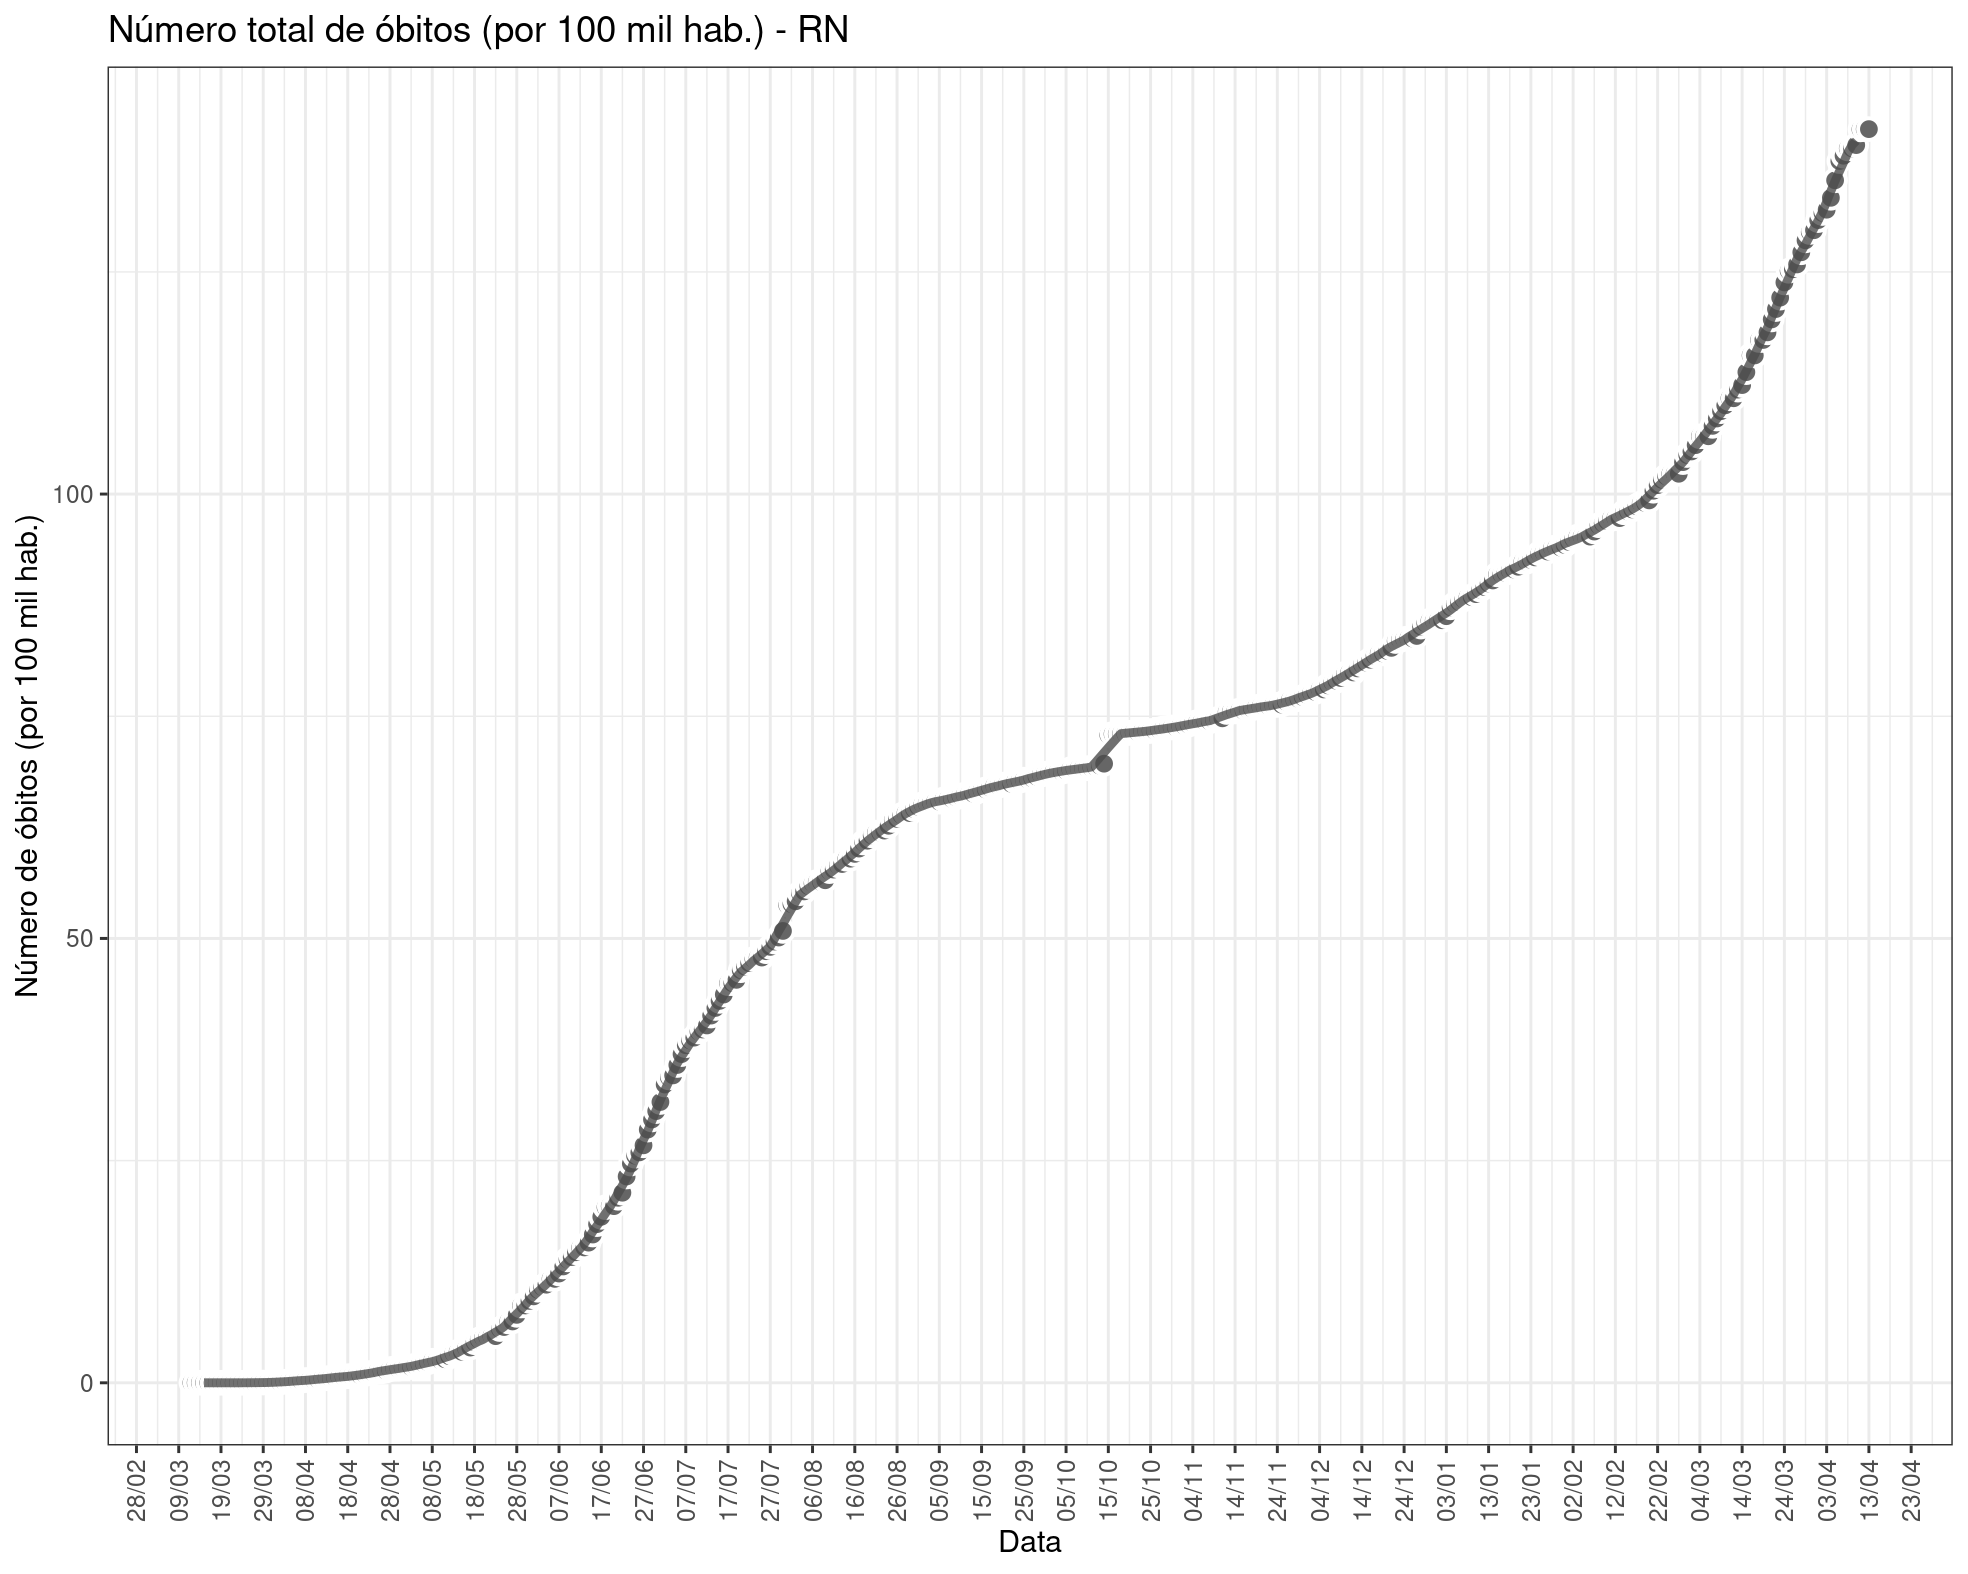 Número total de óbitos (por 100 mil hab.) - RN
Número de óbitos (por 100 mil hab.)
100
50
0
28/02 09/03 19/03 29/03 08/04 18/04 28/04 08/05 18/05 28/05 07/06 17/06 27/06 07/07 17/07 27/07 06/08 16/08 26/08 05/09 15/09 25/09 05/10 15/10 25/10 04/11 14/11 24/11 04/12 14/12 24/12 03/01 13/01 23/01 02/02 12/02 22/02 04/03 14/03 24/03 03/04 13/04 23/04
Data